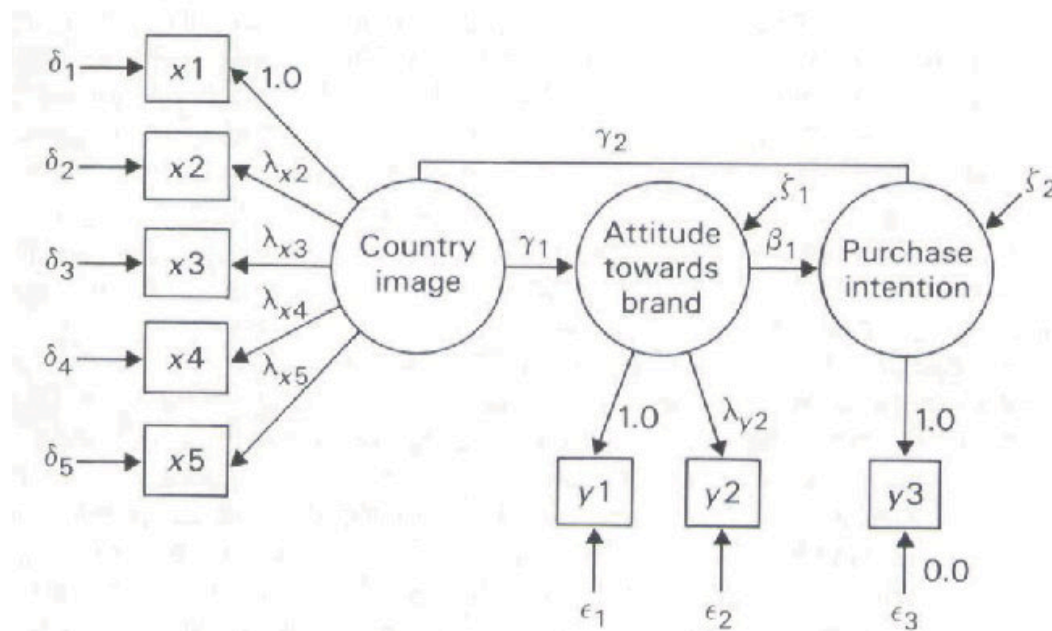 δ1
x1
1.0
δ2
x2
λx2
γ2
ζ1
ζ2
δ3
x3
λx3
Country
image
γ1
Attitude
towards
brand
β1
Purchase
intention
δ4
x4
λx4
λx5
δ5
x5
1.0
λy2
1.0
y1
y2
y3
0.0
ϵ1
ϵ2
ϵ3